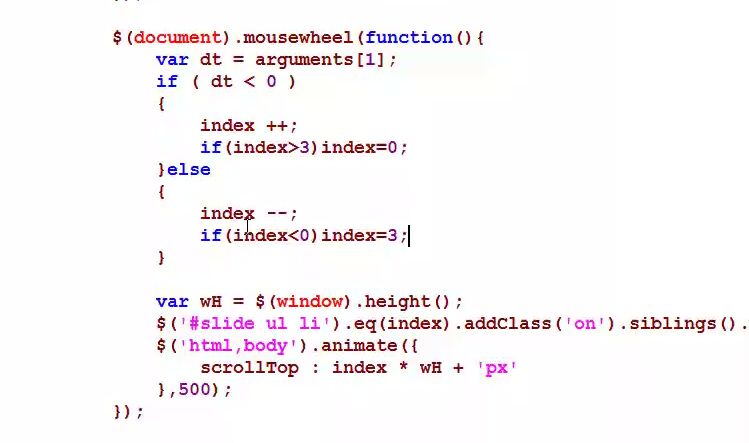 $(document).mousewheel(function(){
var dt = arguments[1];
if ( dt < 0 )
{
index ++;
if(index>3)index=0;
}else
{
index --;
if(index<0)index=3;
}
var wH = $(window).height();
$('#slide ul li').eq(index).addClass('on').siblings().
$('html,body').animate({
scrollTop : index * wH + 'px'
},500);
});